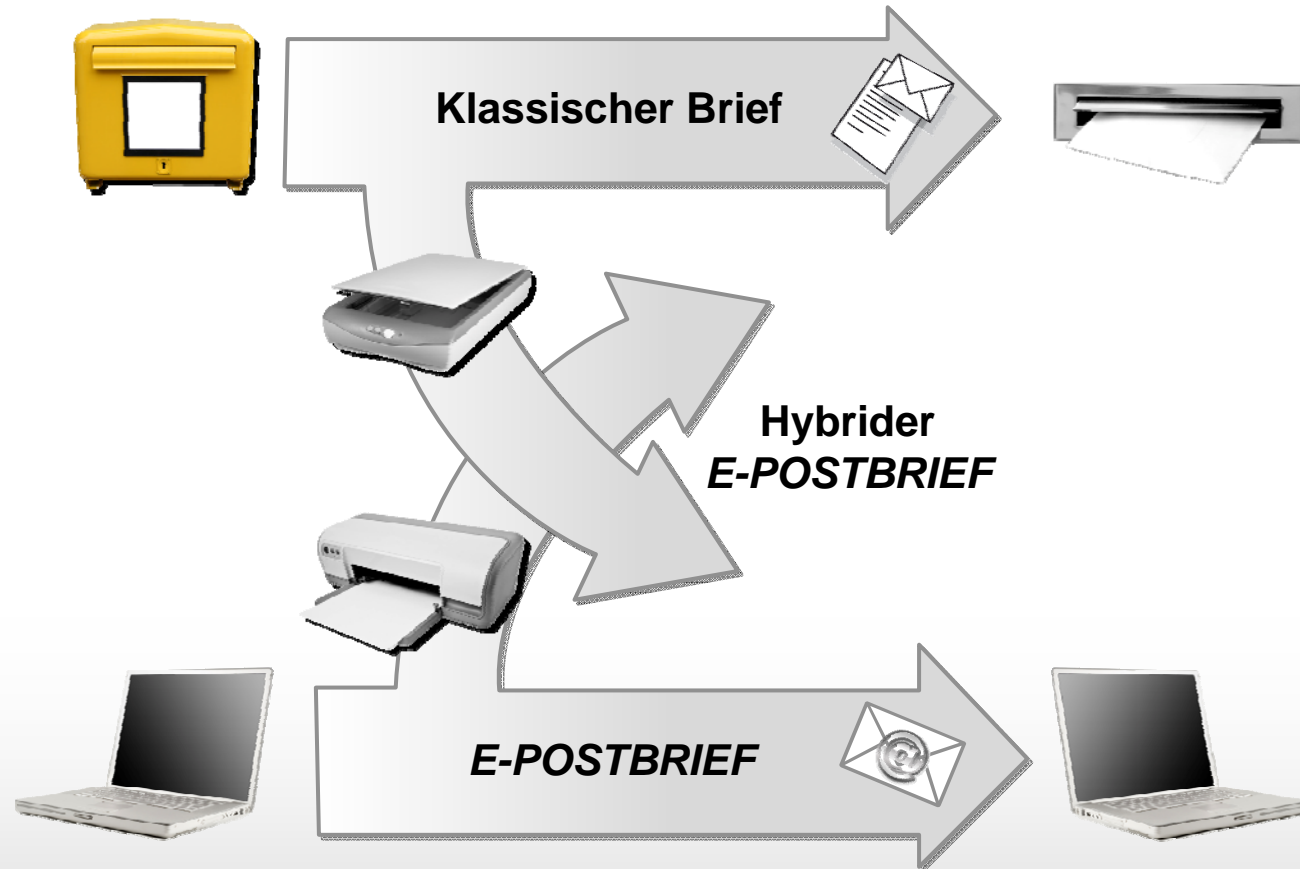 Klassischer Brief
Hybrider
E-POSTBRIEF
E-POSTBRIEF
@